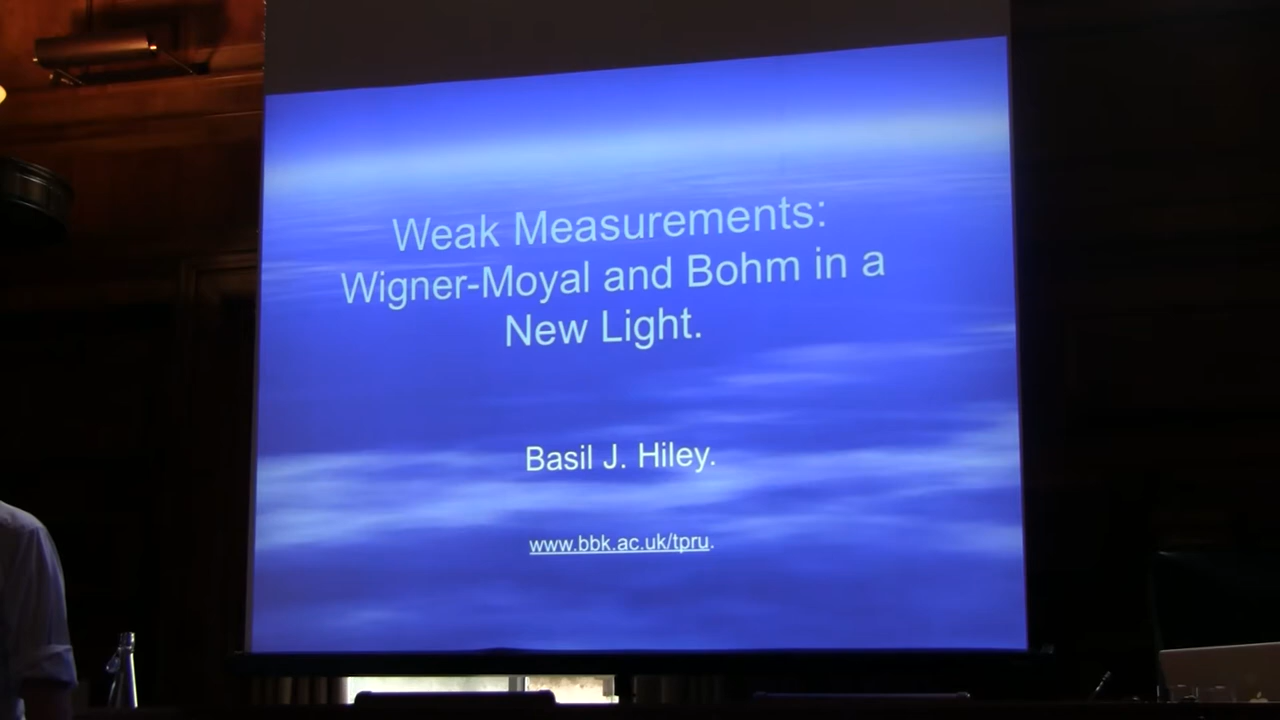 Weak Measurements:
Wigner-Moyal and Bohm in a
New Light.
Basil J. Hiley.
www.bbk.ac.uk/tpru.